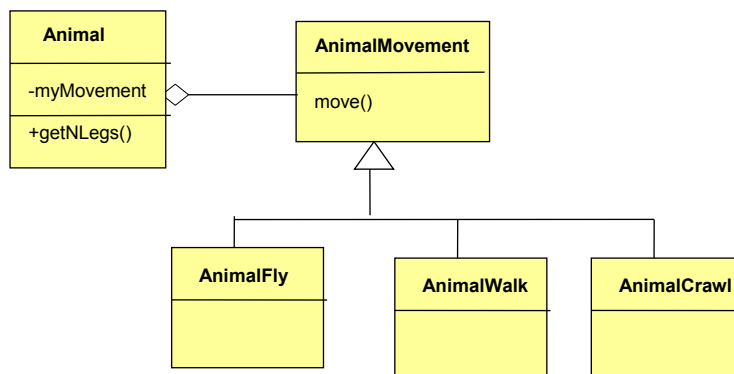 Animal
-myMovement
+getNLegs()
AnimalMovement
move()
AnimalFly
AnimalWalk
AnimalCrawl